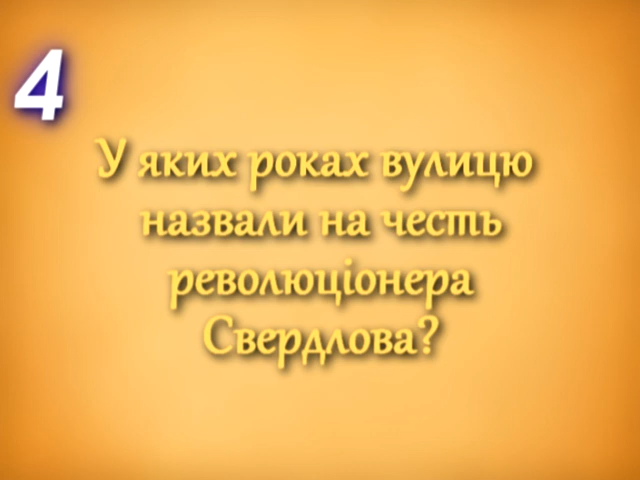 4
У яких роках вулицю
назвали на честь
революціонера
Свердлова?